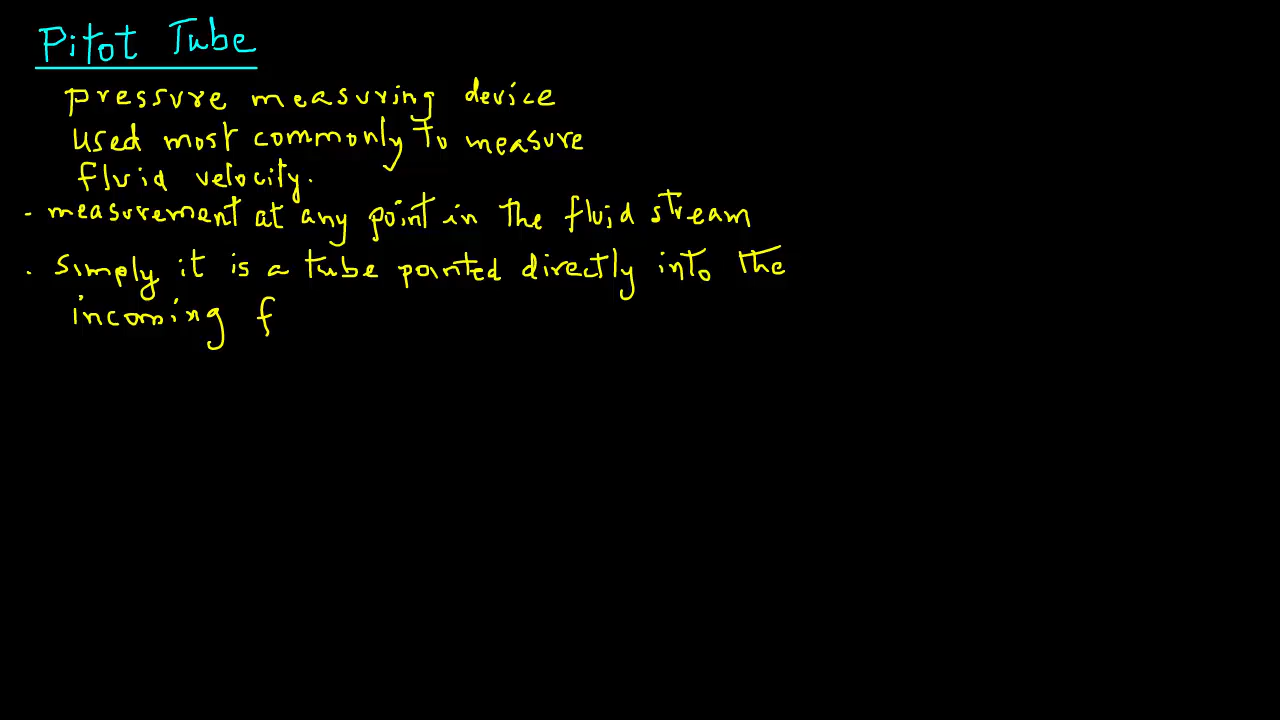 Pitot Tube
pressure measuring device
used most commonly to measure
fluid velocity.
- measurement at any point in the fluid stream
. Simply it is a tube pointed directly into the
incoming f